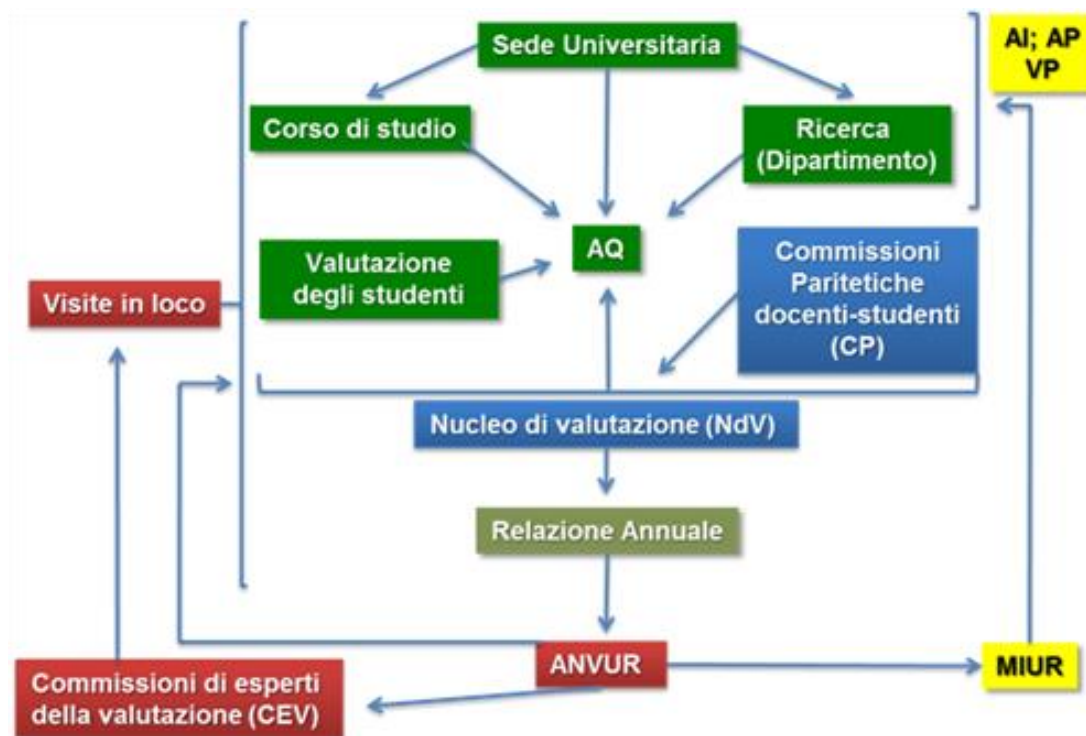 Sede Universitaria
AI; AP
VP
Corso di studio
Ricerca
(Dipartimento)
AQ
Valutazione
degli studenti
Commissioni
Paritetiche
docenti-studenti
(CP)
Visite in loco
Nucleo di valutazione (NdV)
Relazione Annuale
ANVUR
MIUR
Commissioni di esperti
della valutazione (CEV)